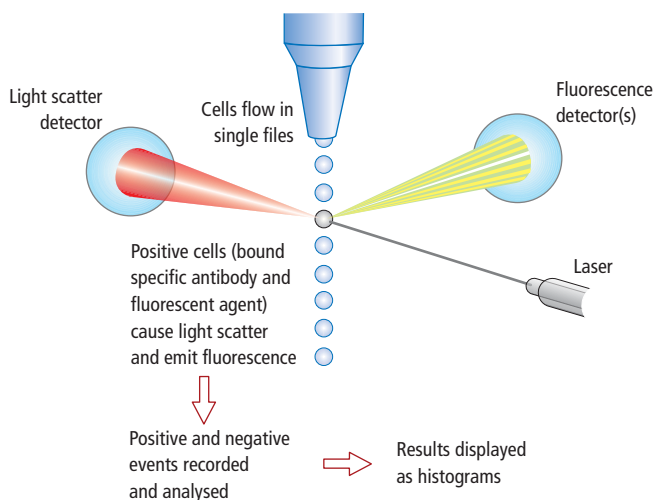 Light scatter
detector
Cells flow in
single files
Fluorescence
detector(s)
Laser
Positive cells (bound
specific antibody and
fluorescent agent)
cause light scatter
and emit fluorescence
Positive and negative
events recorded
and analysed
Results displayed
as histograms